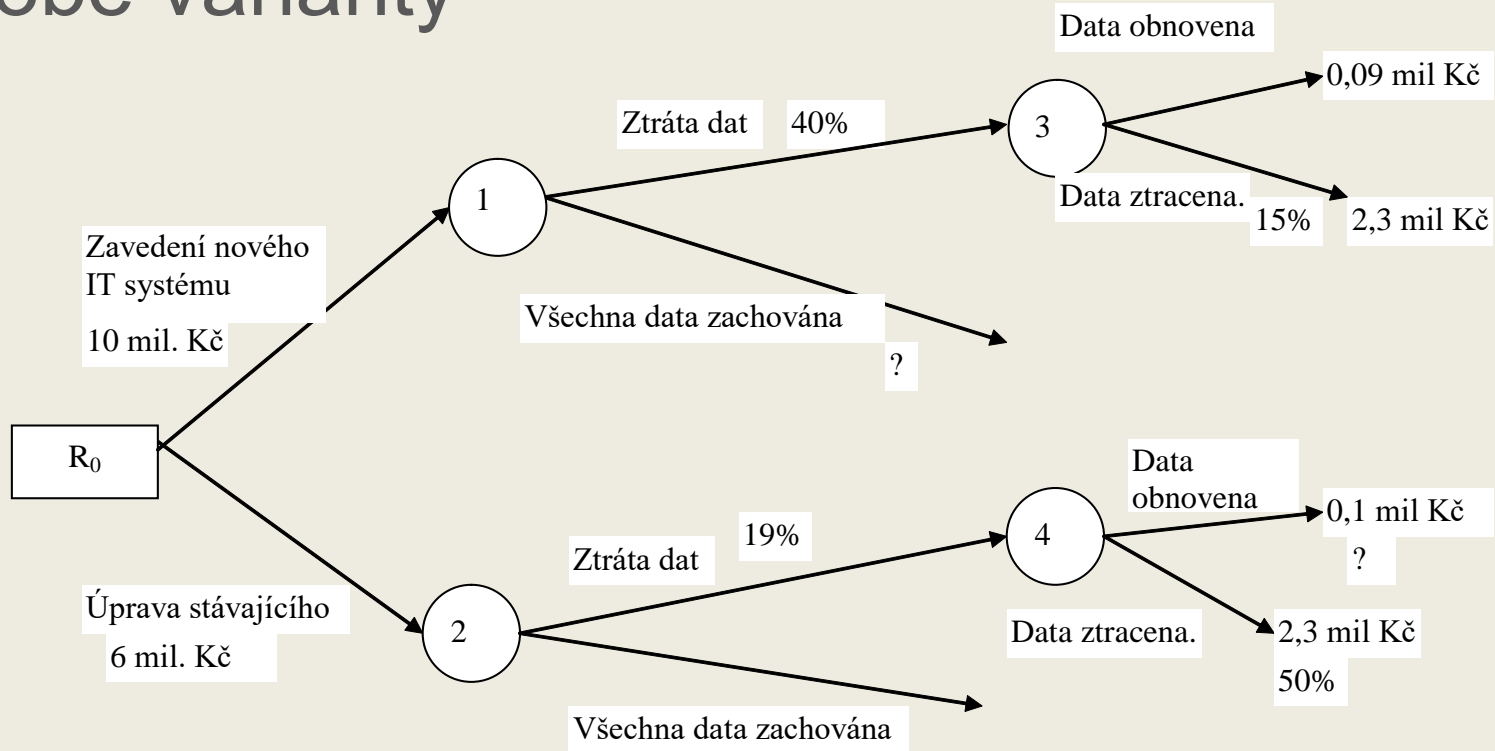 obě varianty
Data obnovena
0,09 mil Kč
Ztráta dat 40%
3
Data ztracena.
15% 2,3 mil Kč
1
Zavedení nového
IT systému
10 mil. Kč
Všechna data zachována
?
R₀
Data
obnovena
0,1 mil Kč
?
Ztráta dat
19%
4
Data ztracena.
2,3 mil Kč
50%
Úprava stávajícího
6 mil. Kč
2
Všechna data zachována